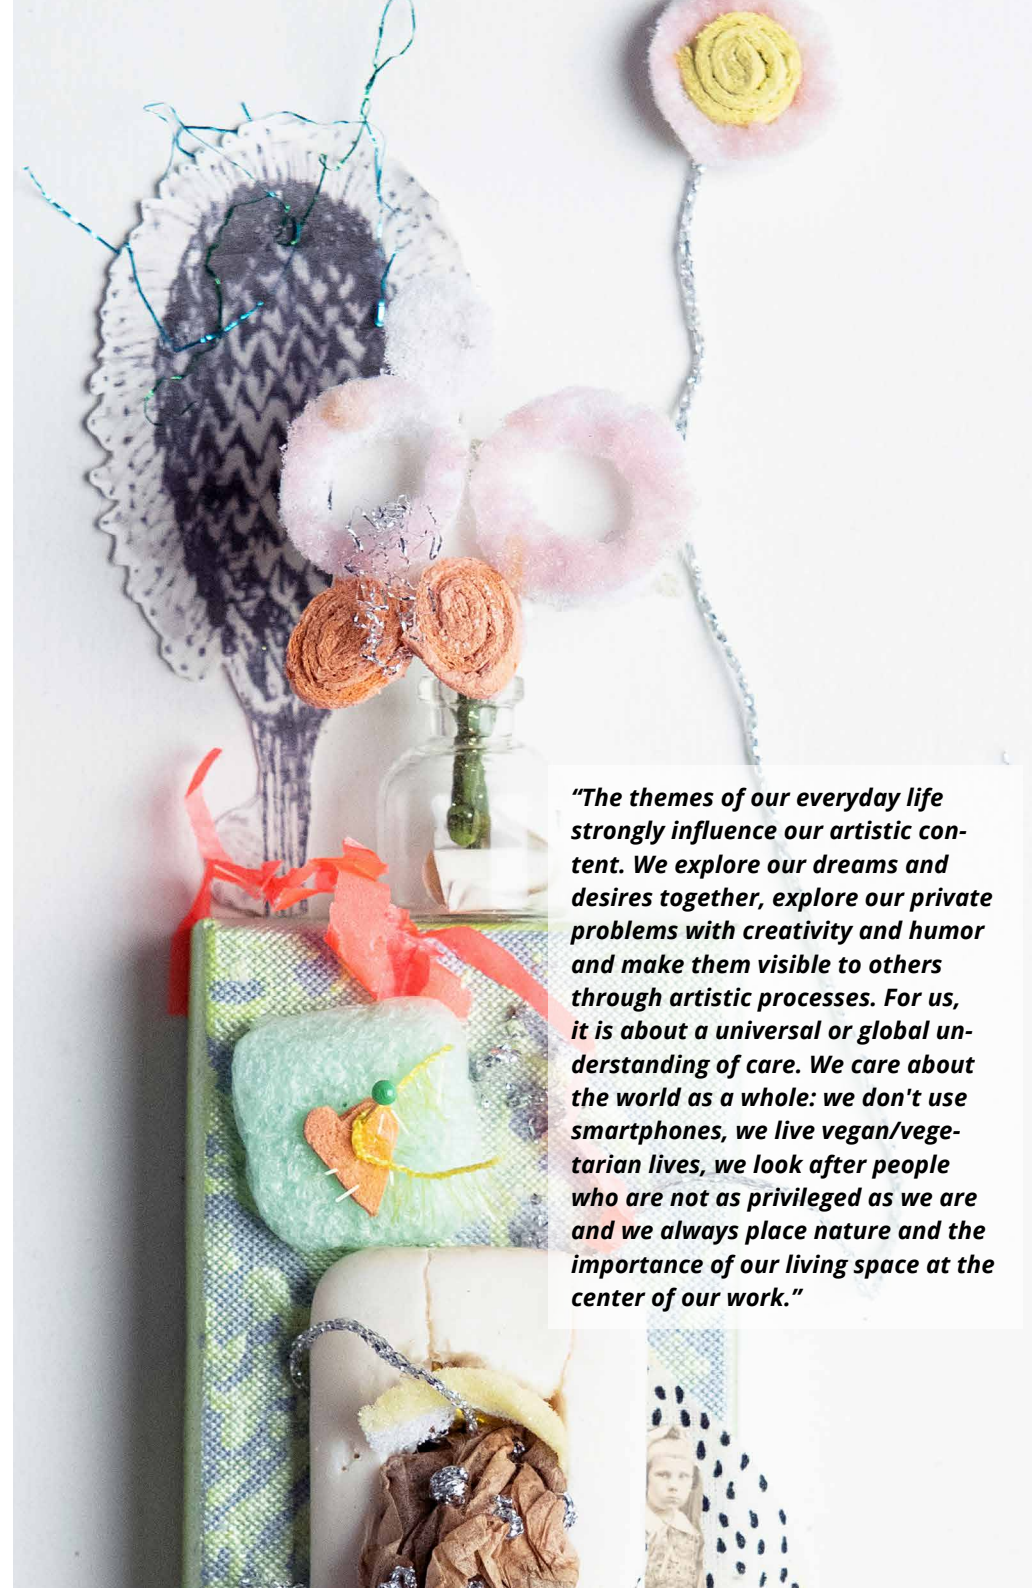 “The themes of our everyday life
strongly influence our artistic con-
tent. We explore our dreams and
desires together, explore our private
problems with creativity and humor
and make them visible to others
through artistic processes. For us,
it is about a universal or global un-
derstanding of care. We care about
the world as a whole: we don't use
smartphones, we live vegan/vege-
tarian lives, we look after people
who are not as privileged as we are
and we always place nature and the
importance of our living space at the
center of our work.”